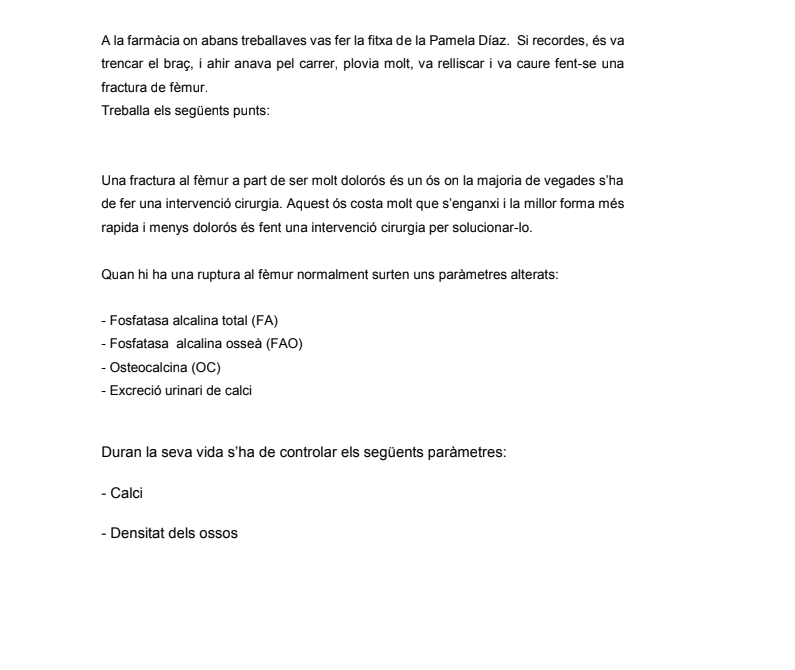 A la farmàcia on abans treballaves vas fer la fitxa de la Pamela Díaz.  Si recordes, és va
trencar el braç, i ahir anava pel carrer, plovia molt, va relliscar i va caure fent-se una
fractura de fèmur.
Treballa els següents punts:
Una fractura al fèmur a part de ser molt dolorós és un ós on la majoria de vegades s’ha
de fer una intervenció cirurgia. Aquest ós costa molt que s’enganxi i la millor forma més
rapida i menys dolorós és fent una intervenció cirurgia per solucionar-lo.
Quan hi ha una ruptura al fèmur normalment surten uns paràmetres alterats:
- Fosfatasa alcalina total (FA)
- Fosfatasa  alcalina osseà (FAO)
- Osteocalcina (OC)
- Excreció urinari de calci
Duran la seva vida s’ha de controlar els següents paràmetres:
- Calci
- Densitat dels ossos